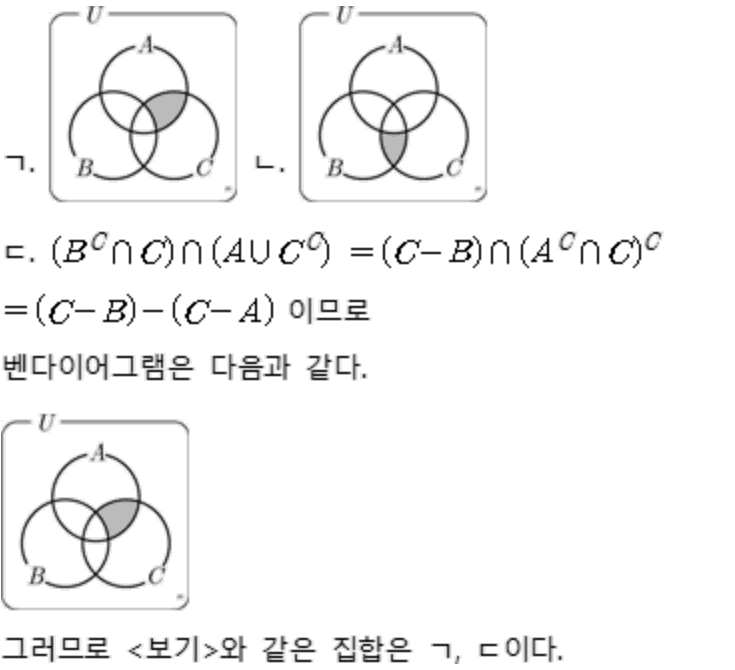 U U
A A
ㄱ. B C ㄴ. B C
ㄷ. (B^C∩C)∩(A∪C^C) =(C-B)∩(A^C∩C)^C
=(C-B)-(C-A) 이므로
벤다이어그램은 다음과 같다.
U
A
B C
그러므로 <보기>와 같은 집합은 ㄱ, ㄷ이다.